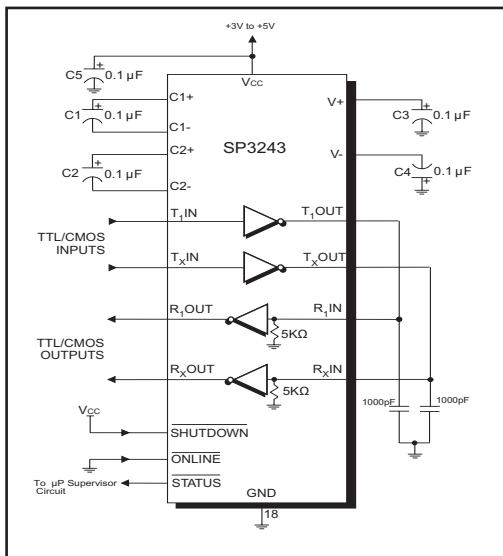 +3V to +5V
C5
+
0.1 µF
VCC
C1
+
0.1 µF
C1+
C1-
C2
+
0.1 µF
C2+
C2-
SP3243
V+
C3
+
0.1 µF
V-
C4
+
0.1 µF
TTL/CMOS
INPUTS
T1IN
T1OUT
TXIN
TXOUT
TTL/CMOS
OUTPUTS
R1OUT
R1IN
5KΩ
RXOUT
RXIN
5KΩ
1000pF
1000pF
VCC
SHUTDOWN
ONLINE
To µP Supervisor
Circuit
STATUS
GND
18